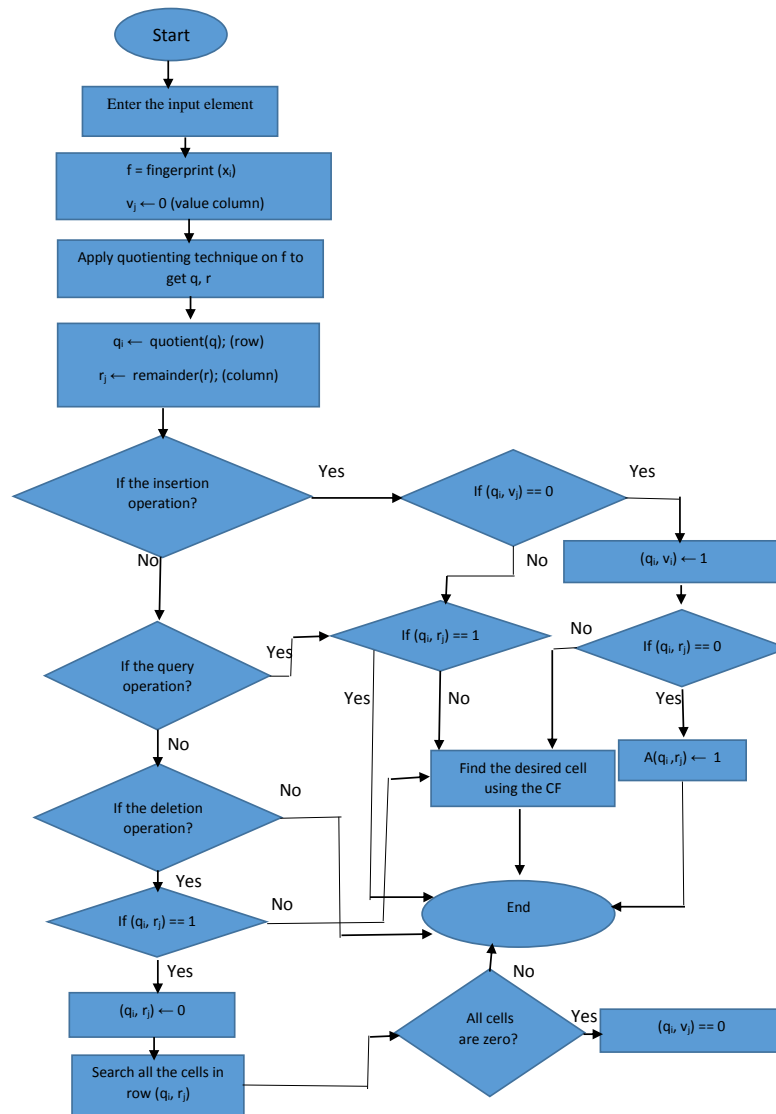 Start
Enter the input element
f = fingerprint (xᵢ)
vⱼ ← 0 (value column)
Apply quotienting technique on f to
get q, r
qᵢ ← quotient(q); (row)
rⱼ ← remainder(r); (column)
If the insertion
operation?
Yes
If (qᵢ, vⱼ) == 0
Yes
No
No
(qᵢ, vᵢ) ← 1
If the query
operation?
Yes
If (qᵢ, rⱼ) == 1
No
If (qᵢ, rⱼ) == 0
Yes
No
Yes
No
Find the desired cell
using the CF
A(qᵢ ,rⱼ) ← 1
If the deletion
operation?
No
Yes
If (qᵢ, rⱼ) == 1
No
End
Yes
No
(qᵢ, rⱼ) ← 0
All cells
are zero?
Yes
(qᵢ, vⱼ) == 0
Search all the cells in
row (qᵢ, rⱼ)